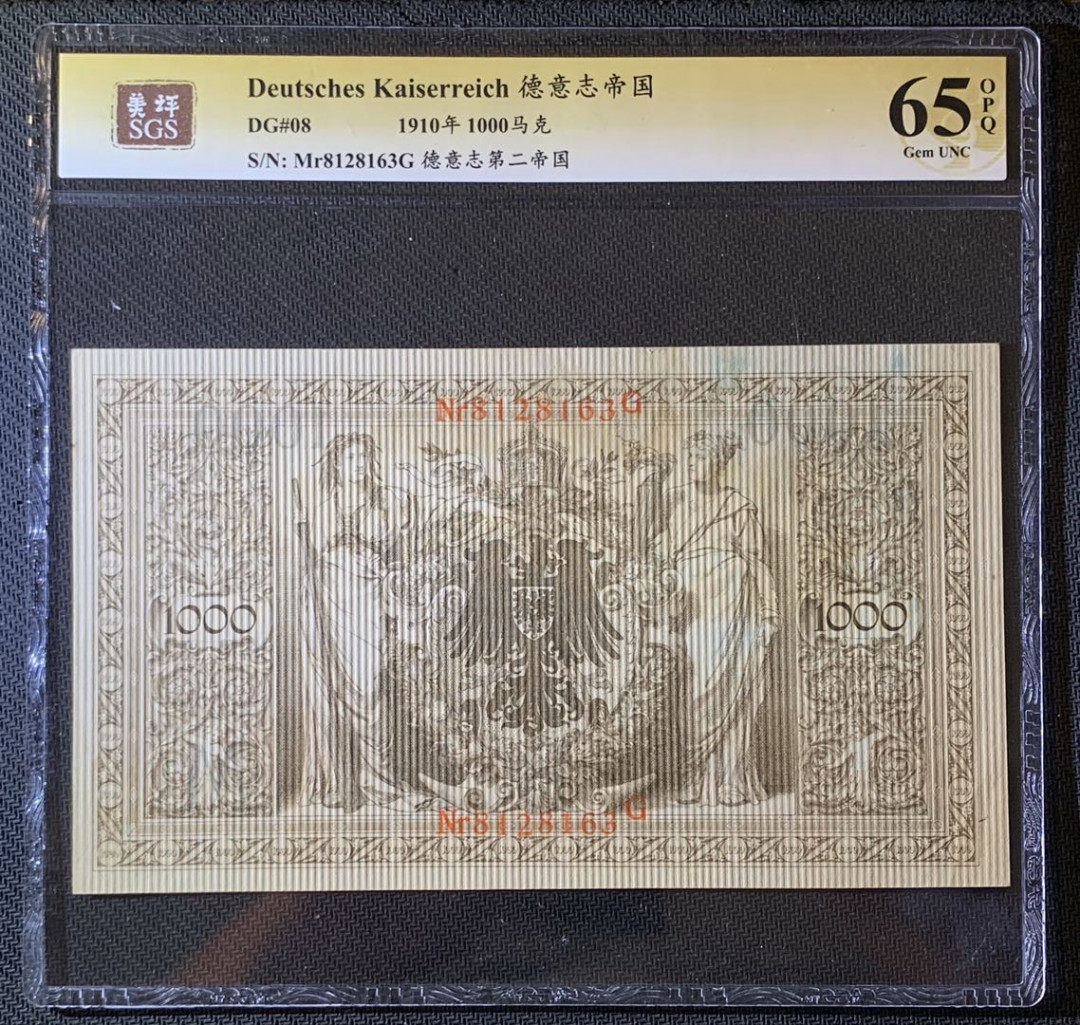 美评
SGS
Deutsches Kaiserreich 德意志帝国
DG#08 1910年 1000马克
S/N: Mr8128163G 德意志第二帝国
65 OPQ
Gem UNC
Nr8128163G
1000 1000
Nr8128163G